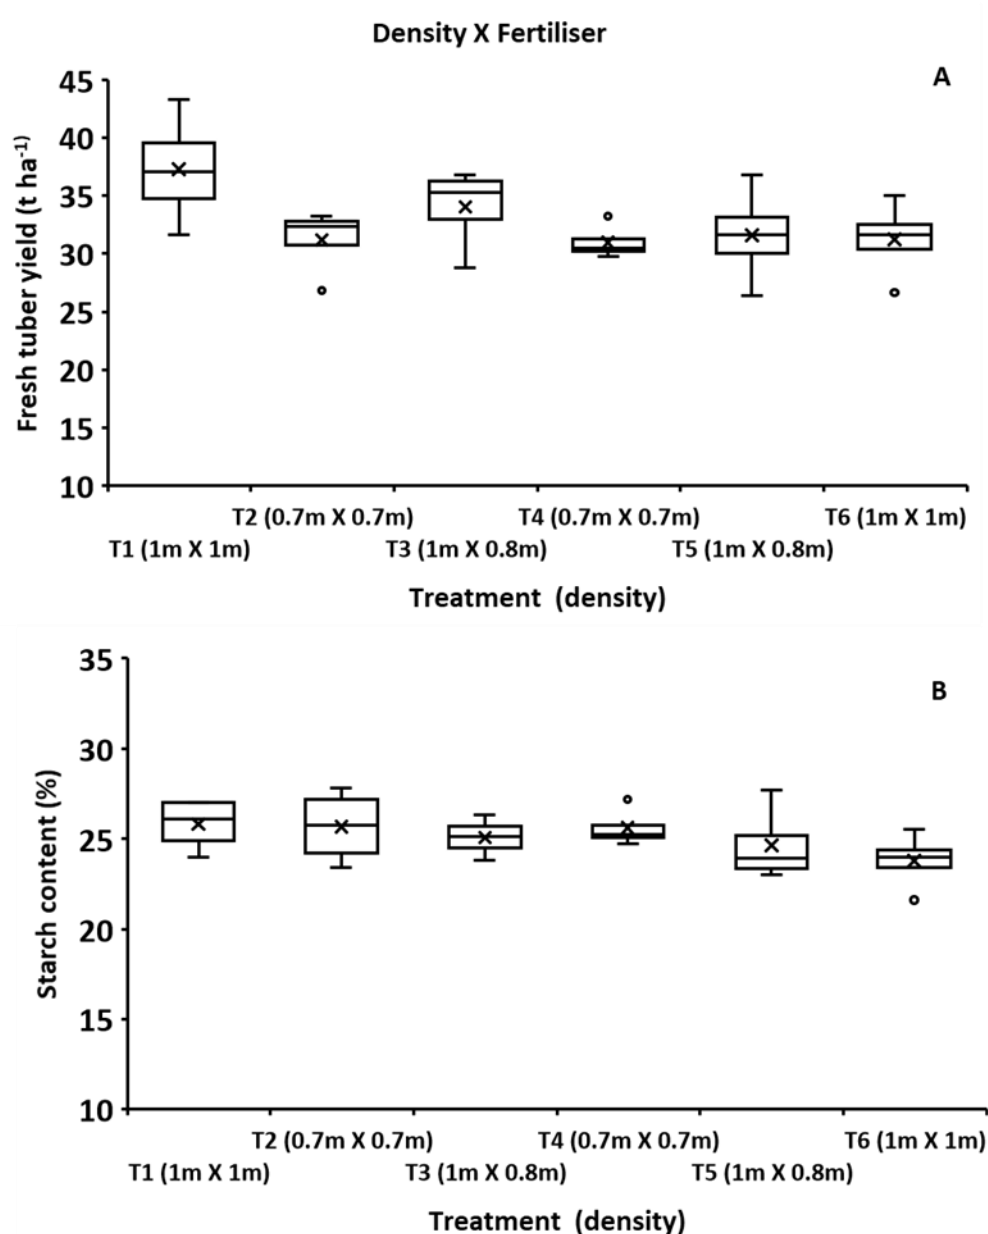 Density X Fertiliser
A
Fresh tuber yield (t ha⁻¹)
45
40
35
30
25
20
15
10
T2 (0.7m X 0.7m) T4 (0.7m X 0.7m) T6 (1m X 1m)
T1 (1m X 1m) T3 (1m X 0.8m) T5 (1m X 0.8m)
Treatment (density)
B
Starch content (%)
35
30
25
20
15
10
T2 (0.7m X 0.7m) T4 (0.7m X 0.7m) T6 (1m X 1m)
T1 (1m X 1m) T3 (1m X 0.8m) T5 (1m X 0.8m)
Treatment (density)